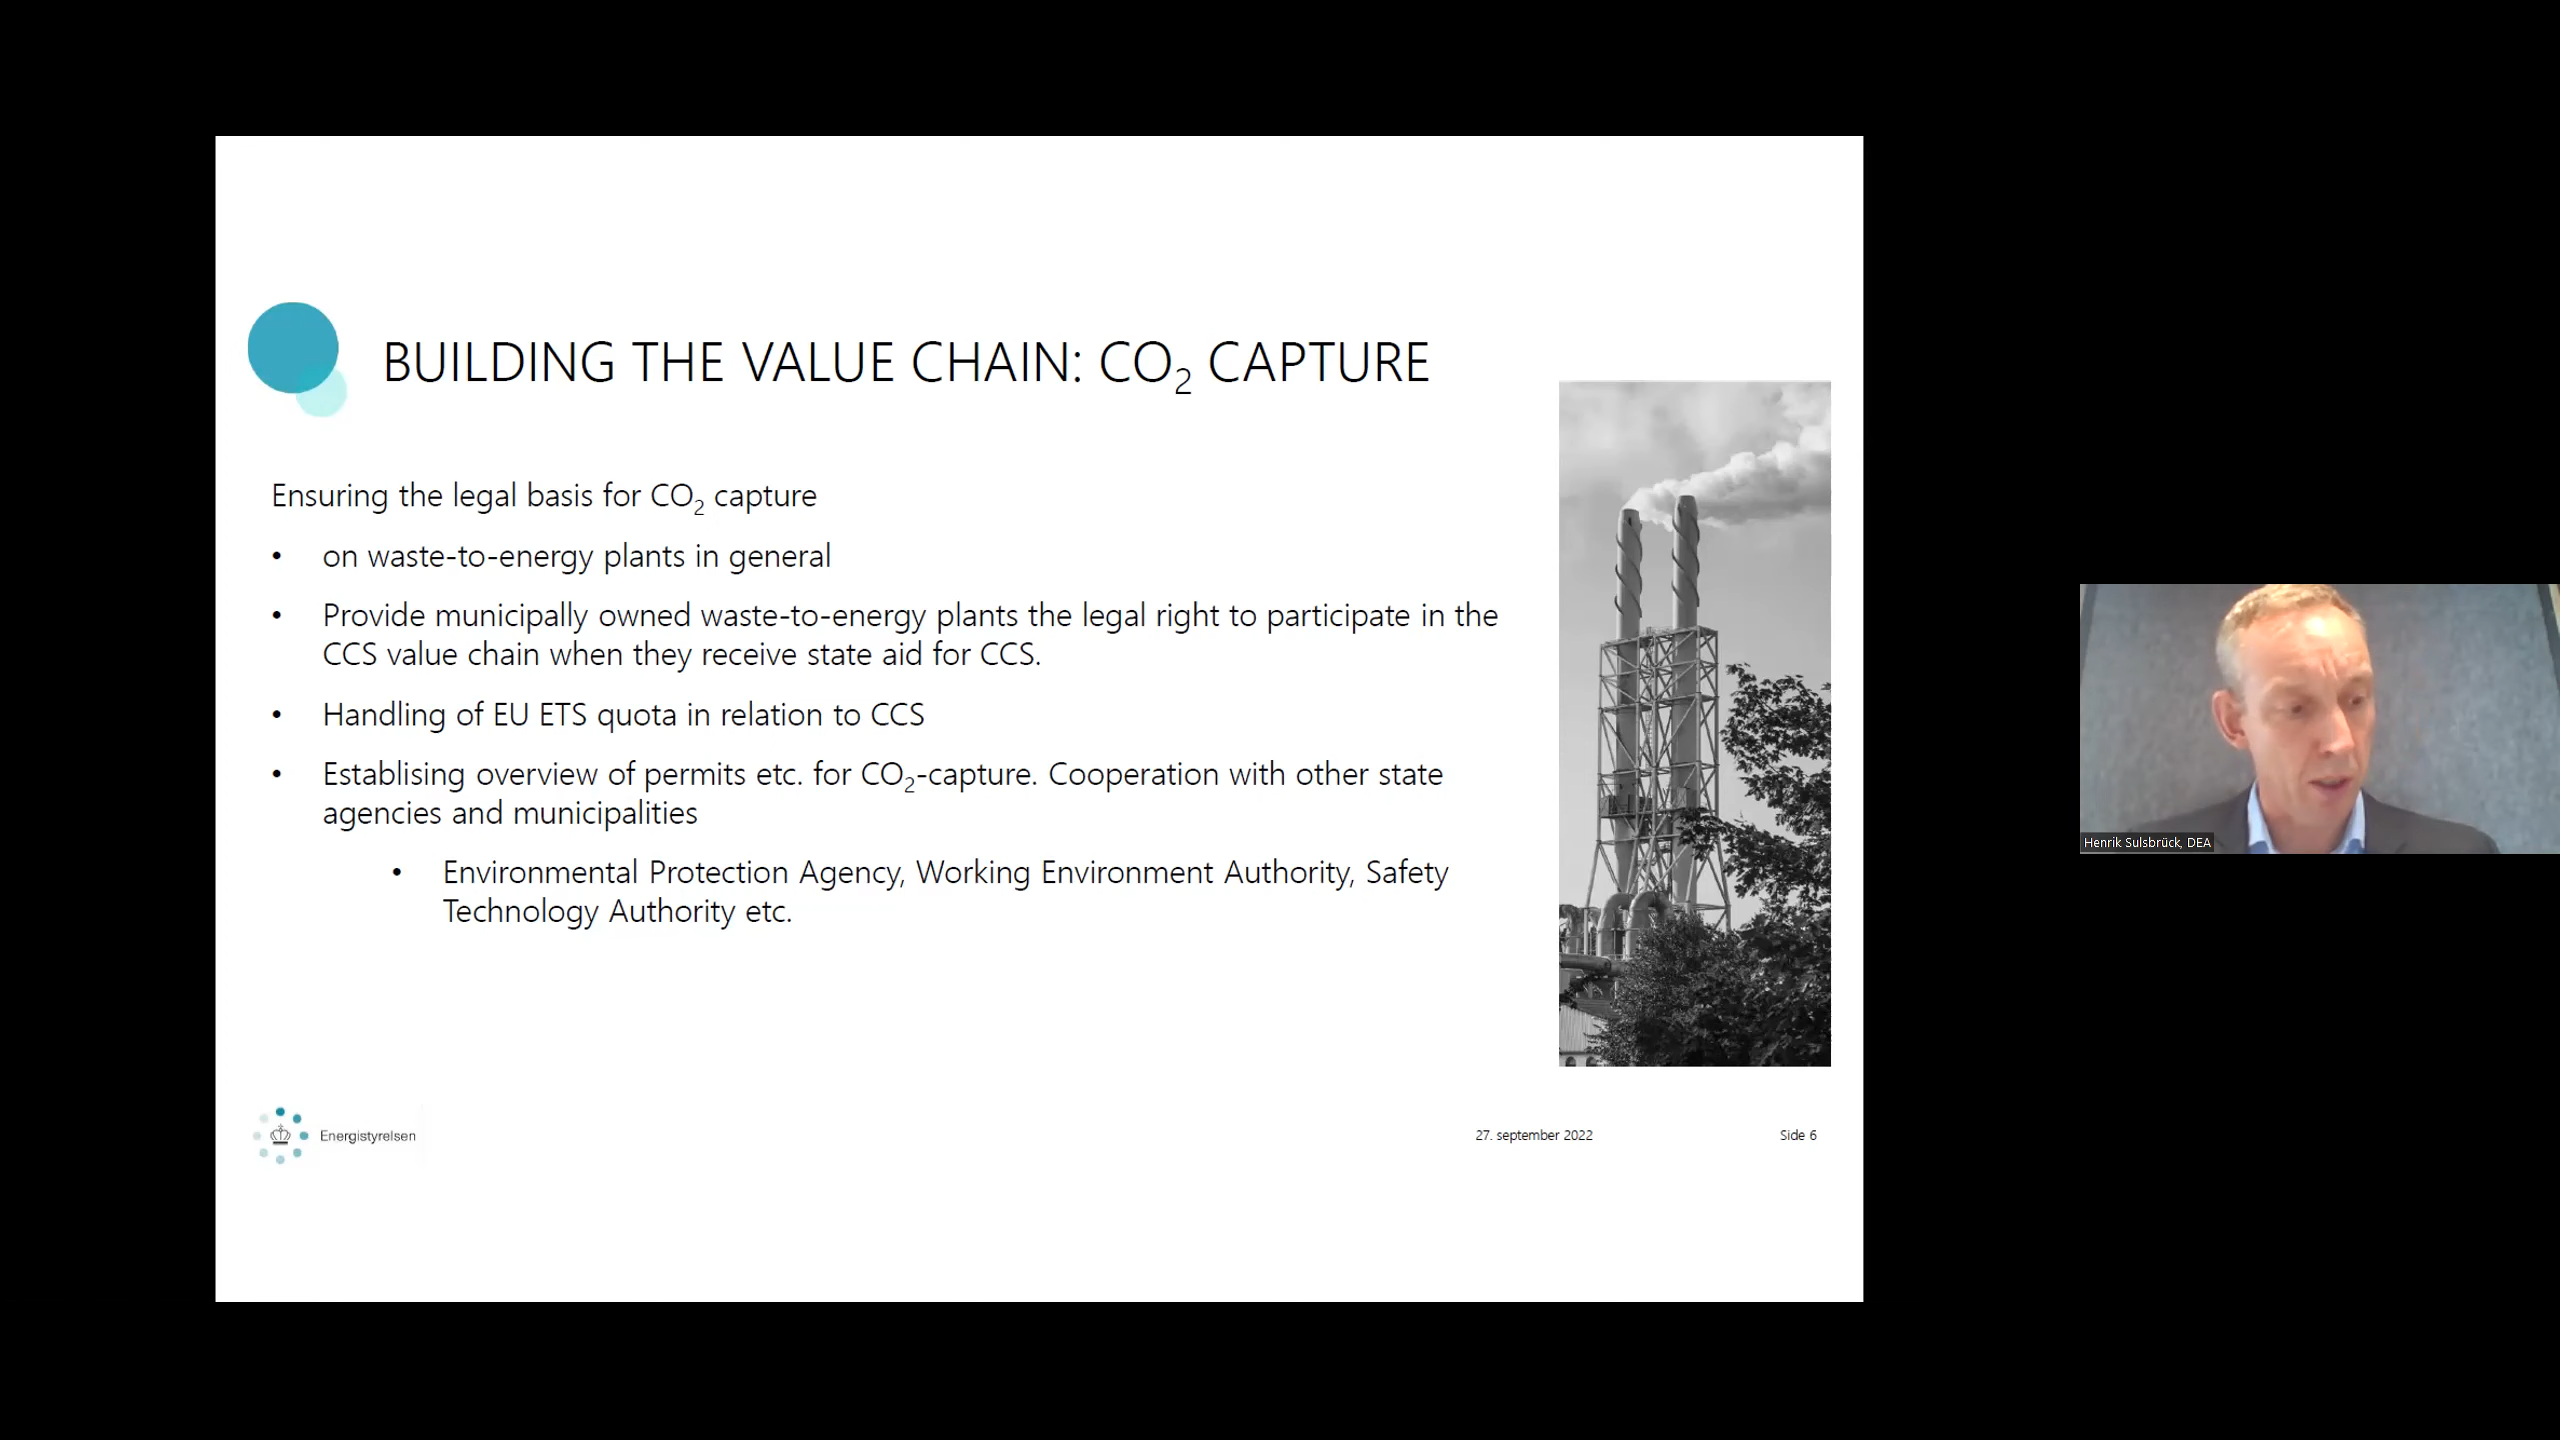 BUILDING THE VALUE CHAIN: CO₂ CAPTURE
Ensuring the legal basis for CO₂ capture
• on waste-to-energy plants in general
• Provide municipally owned waste-to-energy plants the legal right to participate in the
CCS value chain when they receive state aid for CCS.
• Handling of EU ETS quota in relation to CCS
• Establising overview of permits etc. for CO₂-capture. Cooperation with other state
agencies and municipalities
• Environmental Protection Agency, Working Environment Authority, Safety
Technology Authority etc.
Energistyrelsen
27. september 2022
Side 6
Henrik Sulsbrück, DEA